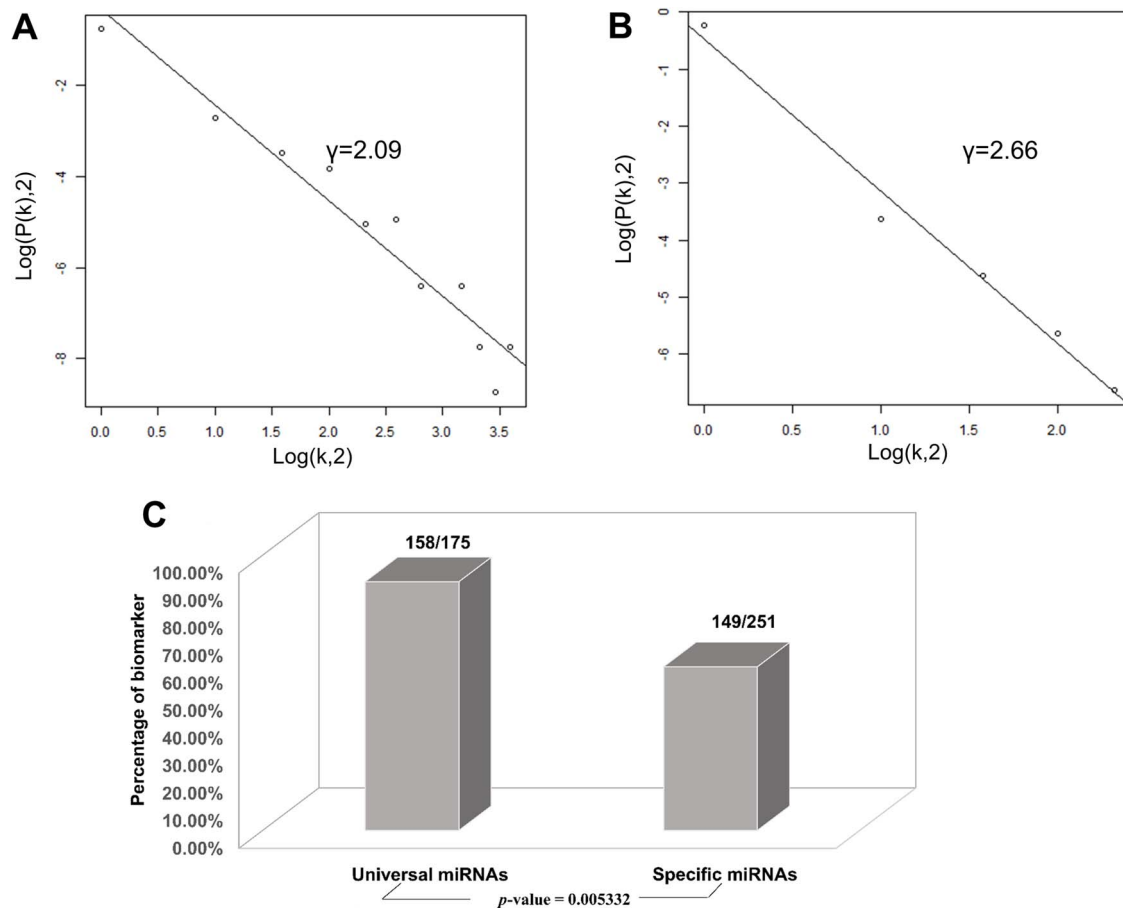 A
Log(P(k),2)
-2
-4
-6
-8
γ=2.09
0.0 0.5 1.0 1.5 2.0 2.5 3.0 3.5
Log(k,2)
B
Log(P(k),2)
0
-1
-2
-3
-4
-5
-6
γ=2.66
0.0 0.5 1.0 1.5 2.0
Log(k,2)
C
Percentage of biomarker
100.00%
90.00%
80.00%
70.00%
60.00%
50.00%
40.00%
30.00%
20.00%
10.00%
0.00%
158/175
149/251
Universal miRNAs Specific miRNAs
p-value = 0.005332